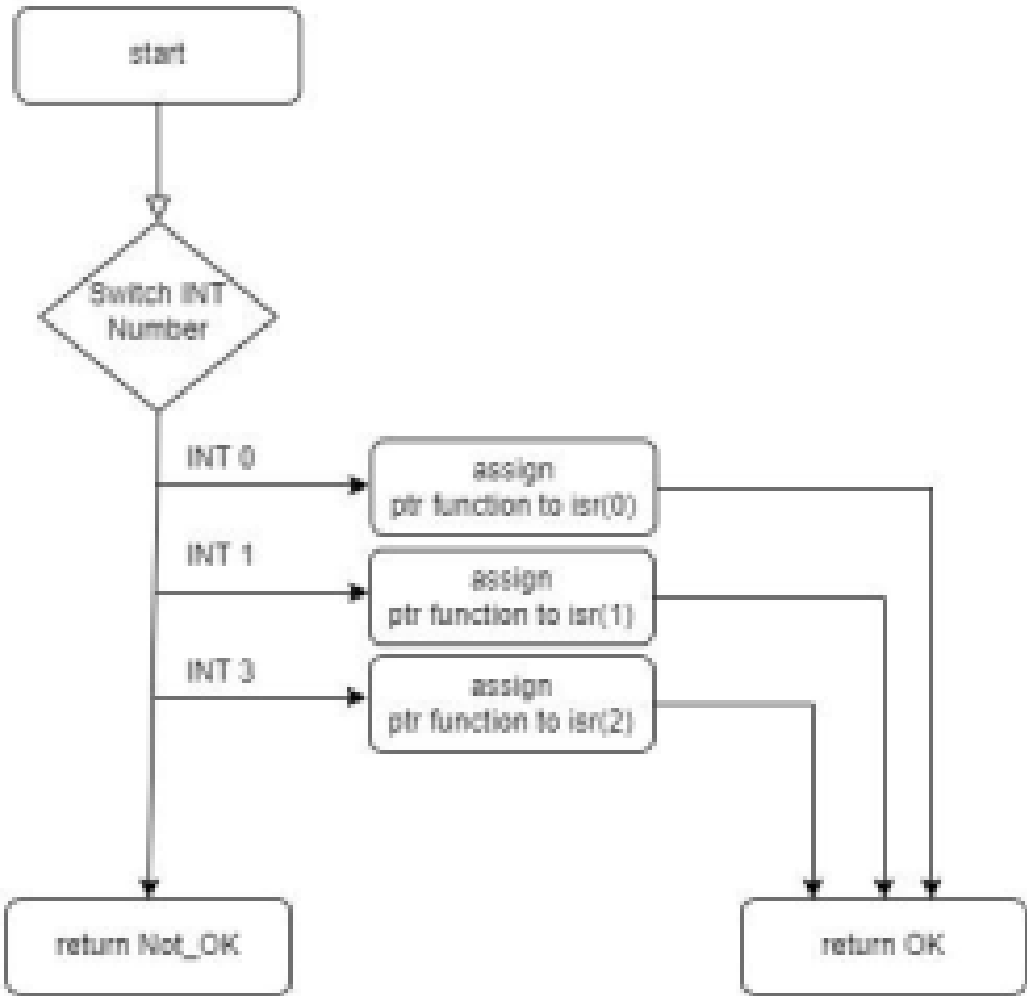 start
Switch INT
Number
INT 0
assign
ptr function to isr(0)
INT 1
assign
ptr function to isr(1)
INT 3
assign
ptr function to isr(2)
return Not_OK
return OK